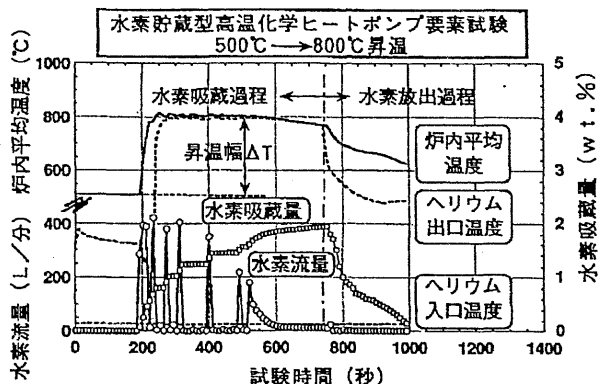 水素貯蔵型高温化学ヒートポンプ要素試験
500℃→800℃昇温
炉内平均温度 (℃)
水素流量 (L/分)
1000
800
600
400
200
0
水素吸蔵過程
水素放出過程
昇温幅ΔT
水素吸蔵量
水素流量
炉内平均
温度
ヘリウム
出口温度
ヘリウム
入口温度
5
4
3
2
1
0
水素吸蔵量 (wt.%)
0 200 400 600 800 1000 1200 1400
試験時間 (秒)